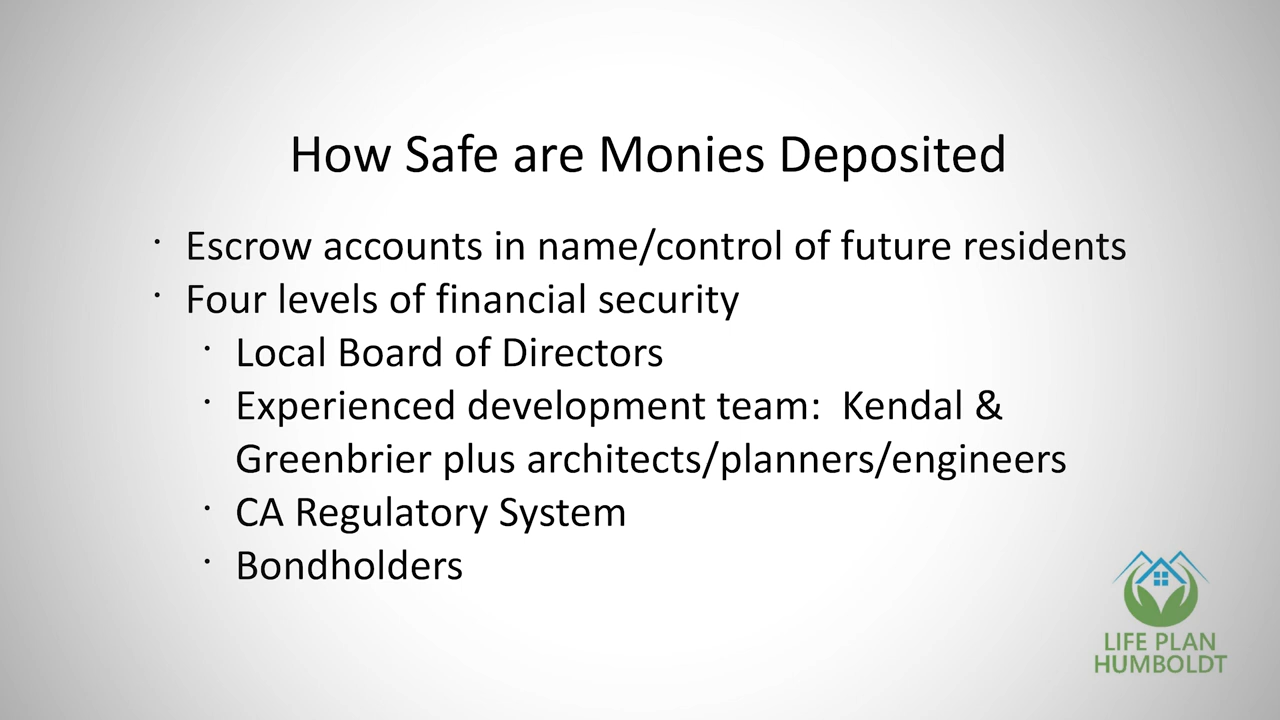 How Safe are Monies Deposited
· Escrow accounts in name/control of future residents
· Four levels of financial security
· Local Board of Directors
· Experienced development team:  Kendal &
Greenbrier plus architects/planners/engineers
· CA Regulatory System
· Bondholders
LIFE PLAN
HUMBOLDT